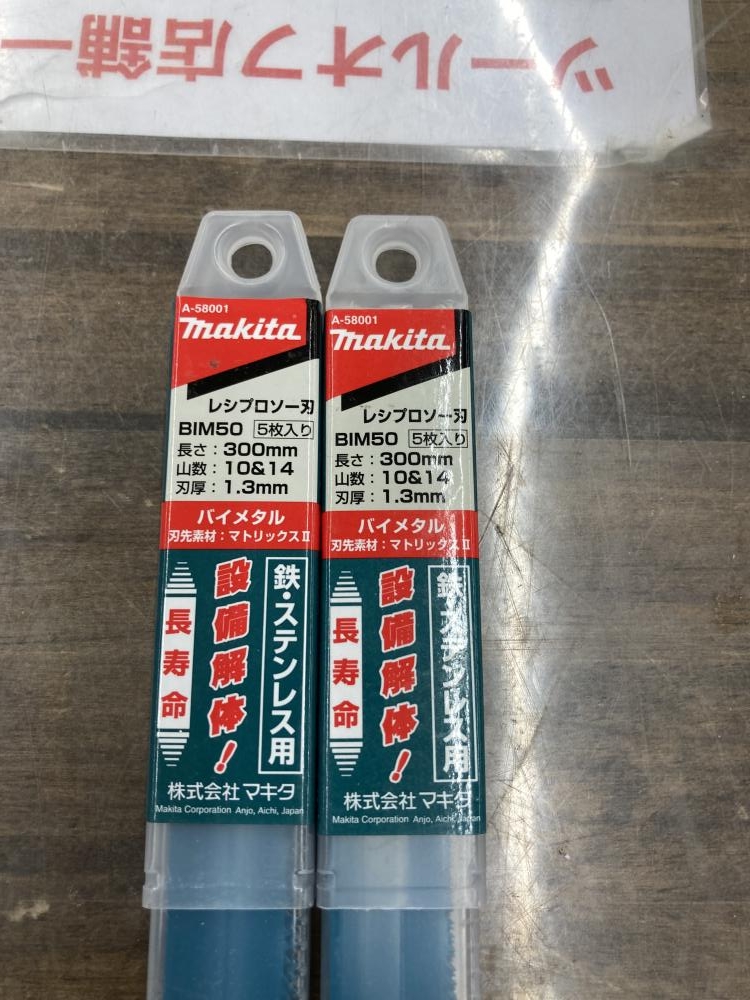 ツールオフ店舗一
A-58001
makita
レシプロソー刃
BIM50 5枚入り
長さ：300mm
山数：10&14
刃厚：1.3mm
バイメタル
刃先素材：マトリックスⅡ
鉄・ステンレス用
設備解体！
長寿命
株式会社マキタ
Makita Corporation Anjo, Aichi, Japan
A-58001
makita
レシプロソー刃
BIM50 5枚入り
長さ：300mm
山数：10&14
刃厚：1.3mm
バイメタル
刃先素材：マトリックスⅡ
鉄・ステンレス用
設備解体！
長寿命
株式会社マキタ
Makita Corporation Anjo, Aichi, Japan